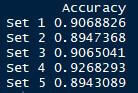 Accuracy
Set 1 0.9068826
Set 2 0.8947368
Set 3 0.9065041
Set 4 0.9268293
Set 5 0.8943089